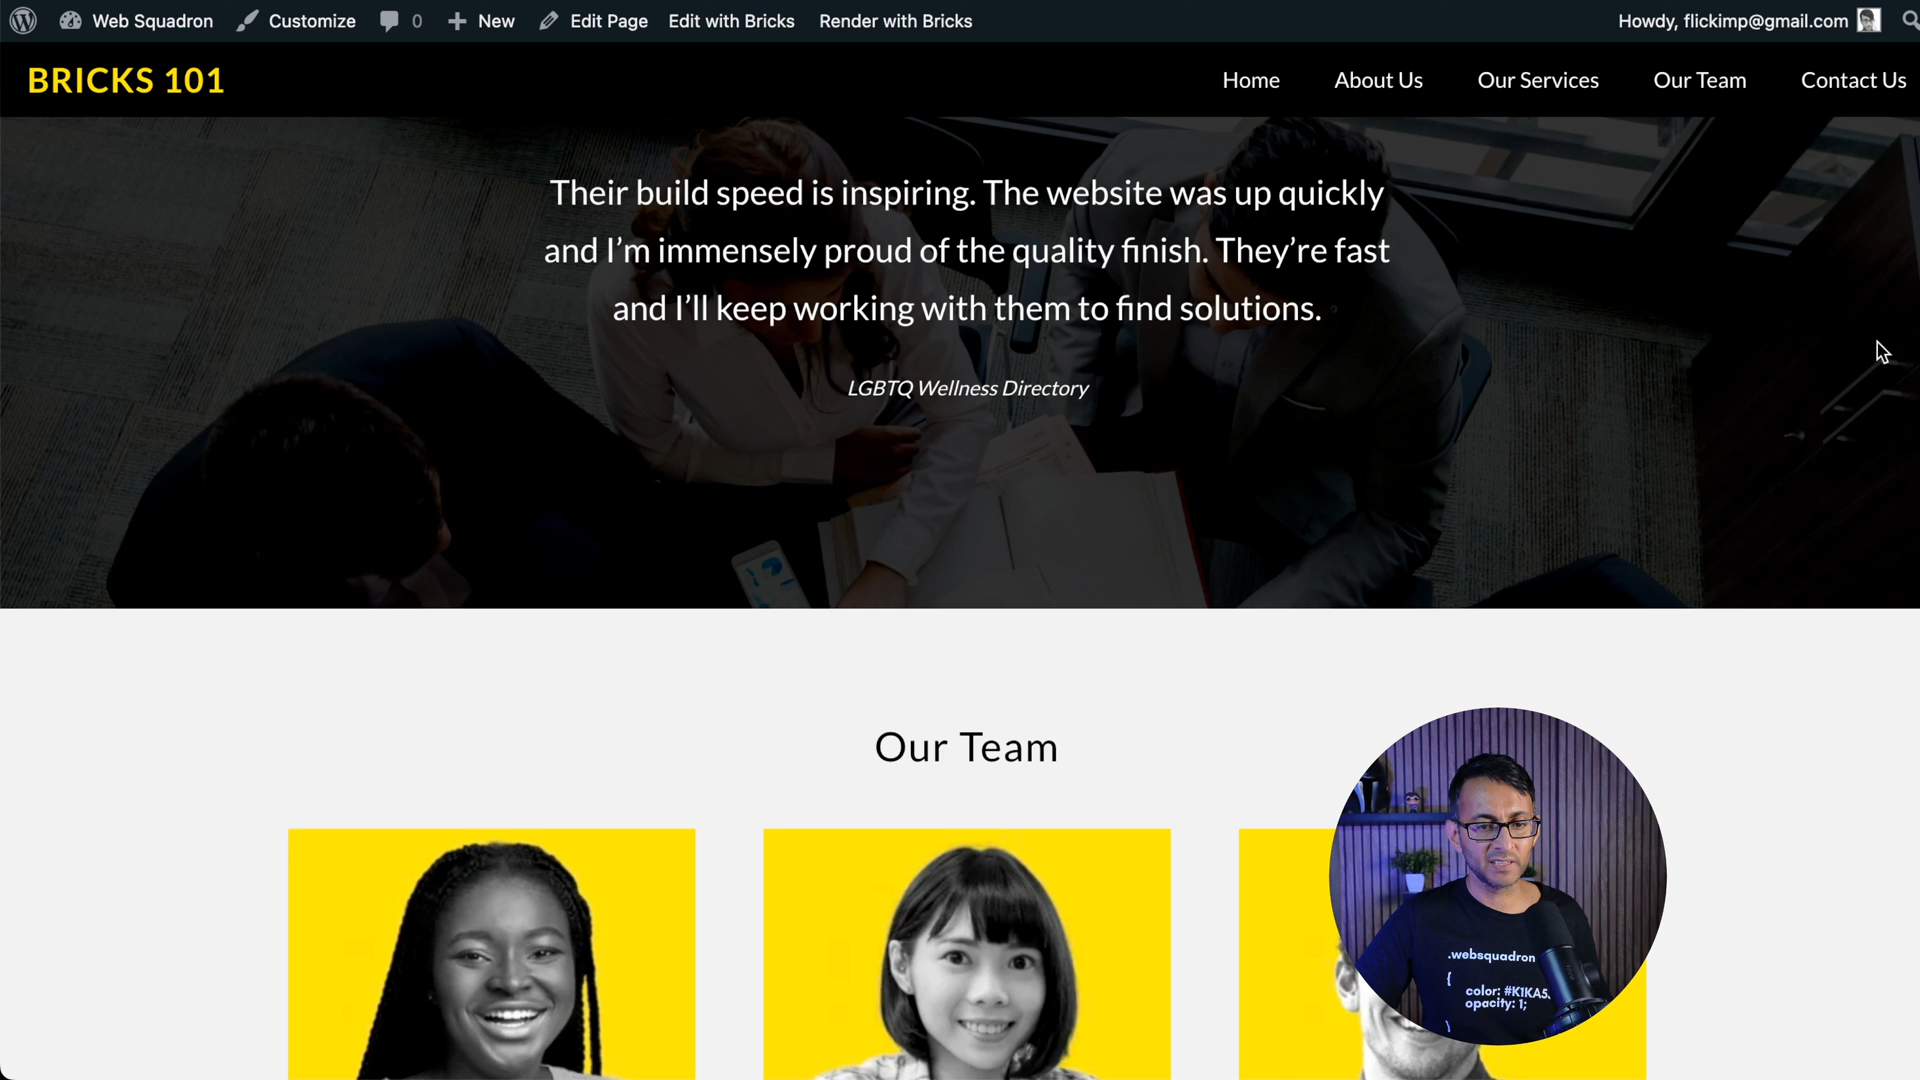 Web Squadron Customize 0 New Edit Page Edit with Bricks Render with Bricks Howdy, flickimp@gmail.com
BRICKS 101 Home About Us Our Services Our Team Contact Us
Their build speed is inspiring. The website was up quickly
and I’m immensely proud of the quality finish. They’re fast
and I’ll keep working with them to find solutions.
LGBTQ Wellness Directory
Our Team
.websquadron
{
color: #K1KA5
opacity: 1;
}